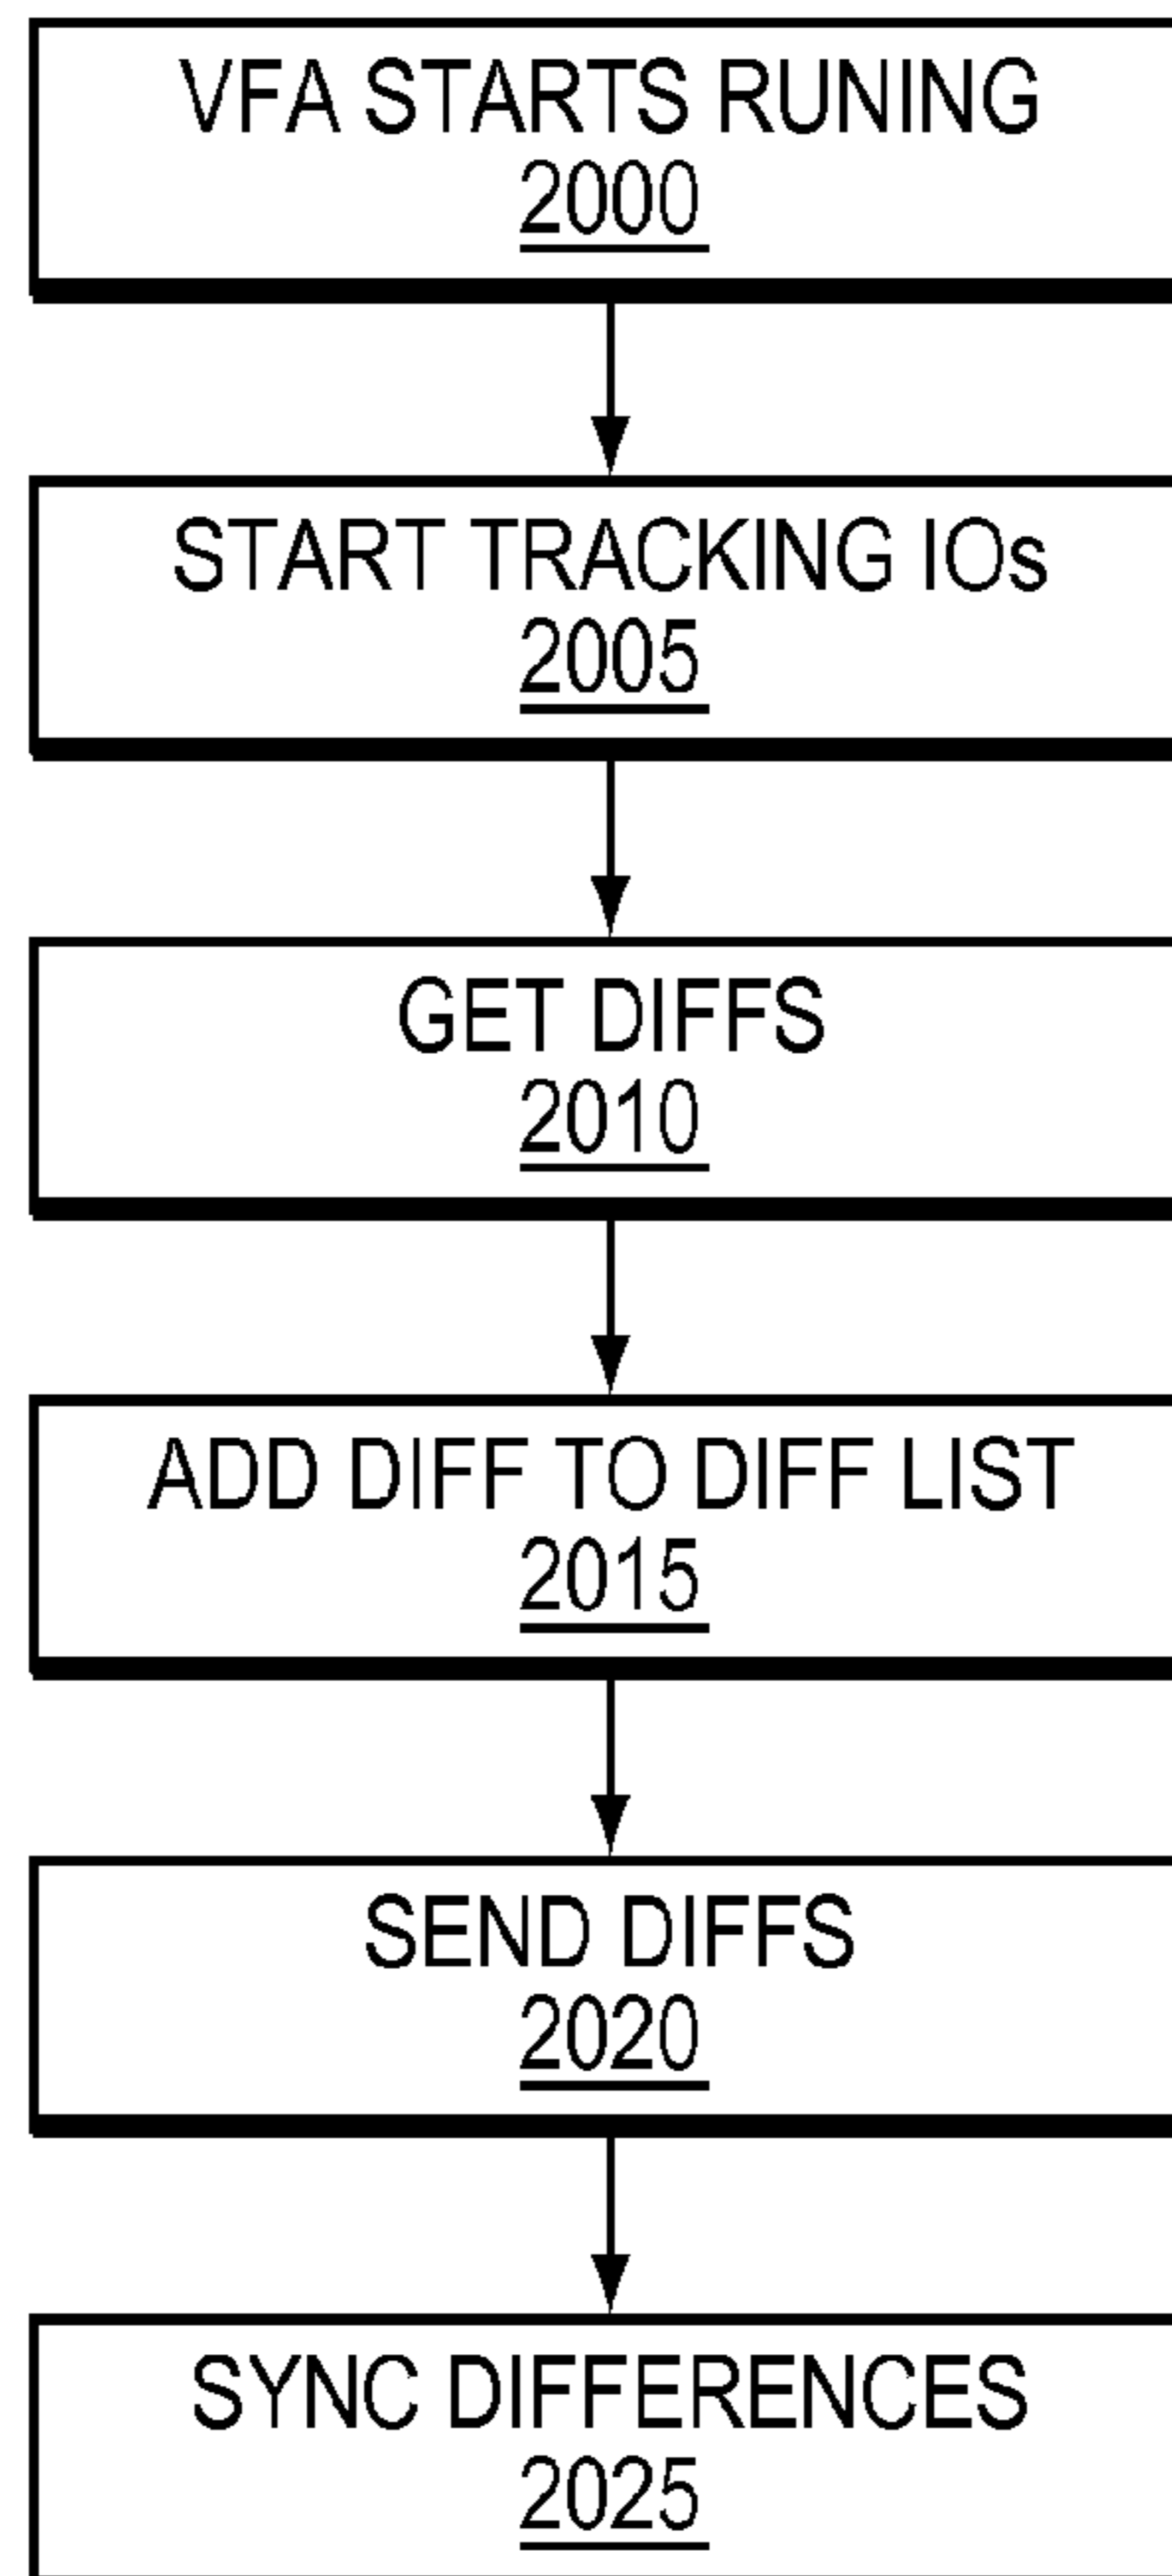 VFA STARTS RUNING
2000
START TRACKING IOs
2005
GET DIFFS
2010
ADD DIFF TO DIFF LIST
2015
SEND DIFFS
2020
SYNC DIFFERENCES
2025